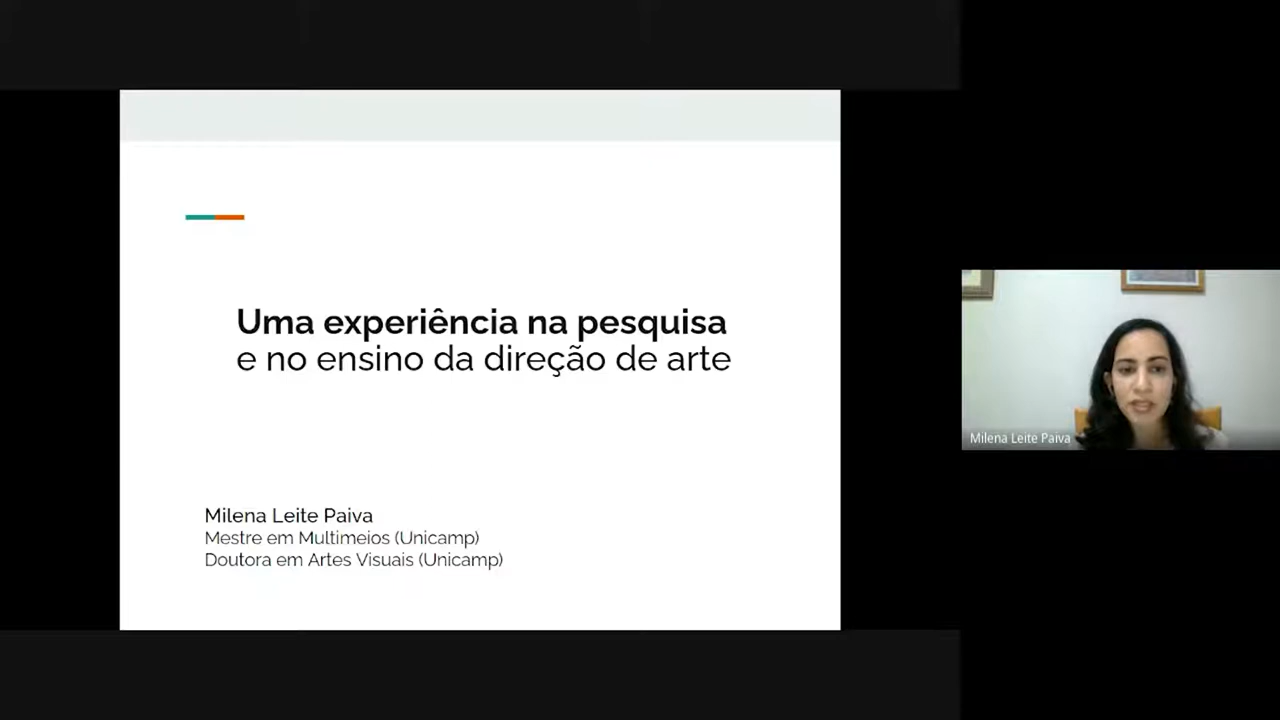 Uma experiência na pesquisa
e no ensino da direção de arte
Milena Leite Paiva
Mestre em Multimeios (Unicamp)
Doutora em Artes Visuais (Unicamp)
Milena Leite Paiva